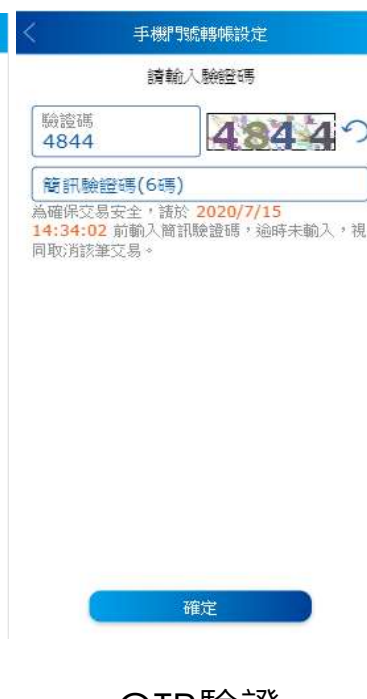 手機門號轉帳設定
請輸入驗證碼
驗證碼
4844
4844
簡訊驗證碼(6碼)
為確保交易安全，請於 2020/7/15
14:34:02 前輸入簡訊驗證碼，逾時未輸入，視
同取消該筆交易。
確定
OTP驗證